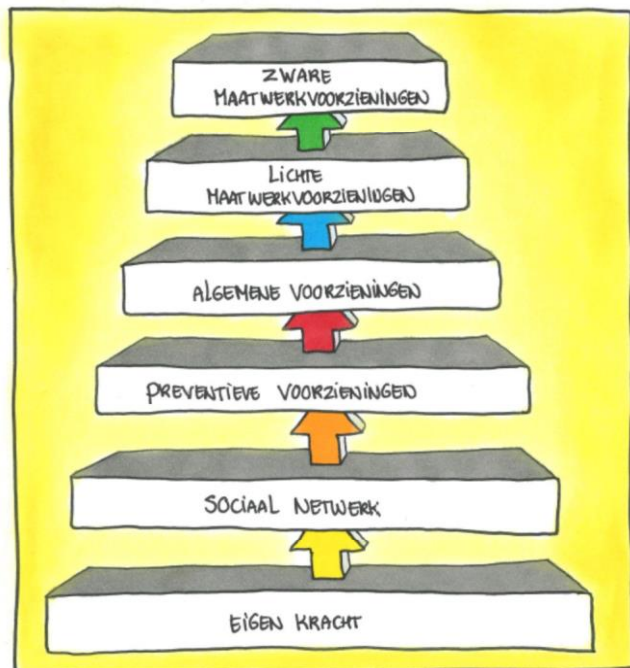 ZWARE
MAATWERKVOORZIENINGEN
LICHTE
MAATWERKVOORZIENINGEN
ALGEMENE VOORZIENINGEN
PREVENTIEVE VOORZIENINGEN
SOCIAAL NETWERK
EIGEN KRACHT